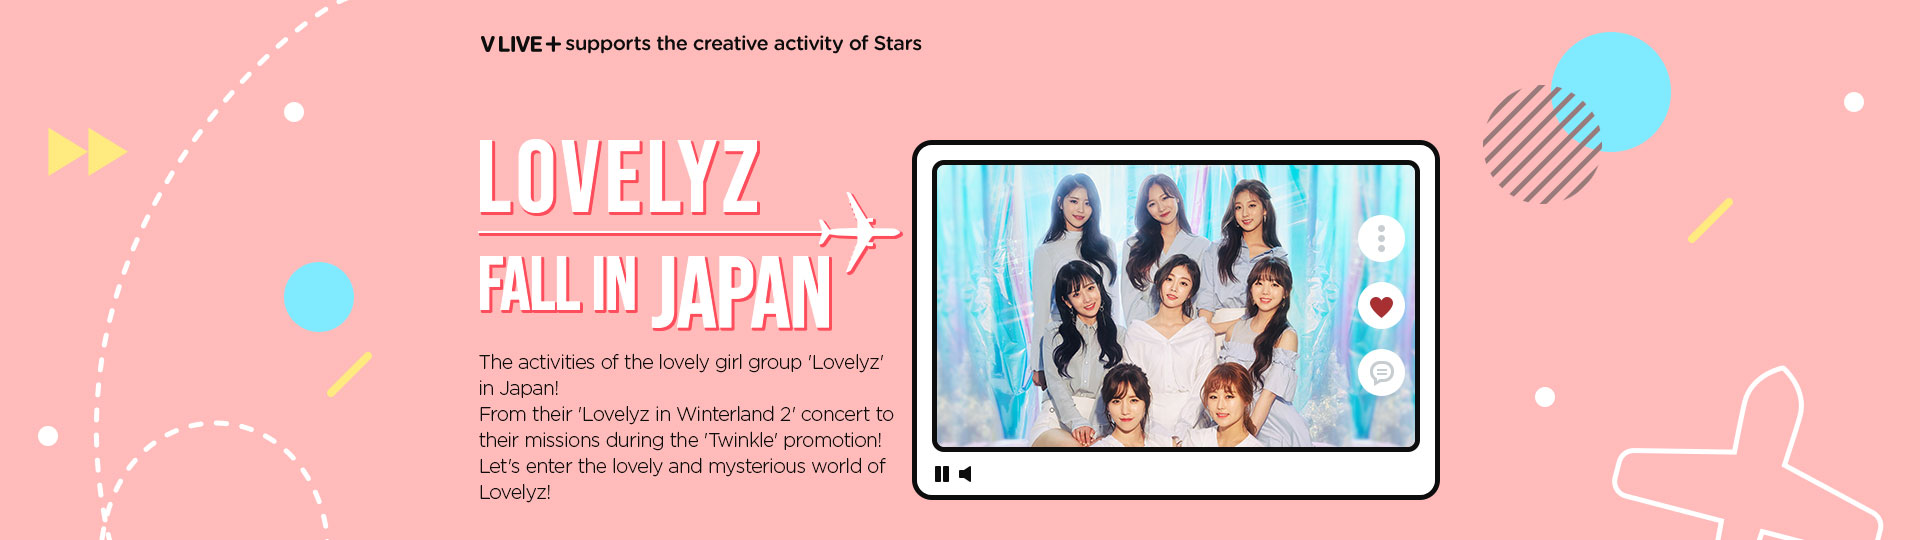 V LIVE+ supports the creative activity of Stars
LOVELYZ
FALL IN JAPAN
The activities of the lovely girl group 'Lovelyz'
in Japan!
From their 'Lovelyz in Winterland 2' concert to
their missions during the 'Twinkle' promotion!
Let's enter the lovely and mysterious world of
Lovelyz!